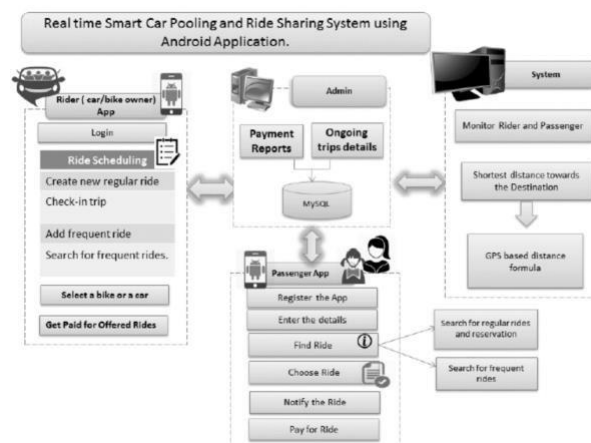 Real time Smart Car Pooling and Ride Sharing System using
Android Application.
Rider ( car/bike owner)
App
Login
Ride Scheduling
Create new regular ride
Check-in trip
Add frequent ride
Search for frequent rides.
Select a bike or a car
Get Paid for Offered Rides
Admin
Payment
Reports
Ongoing
trips details
MySQL
System
Monitor Rider and Passenger
Shortest distance towards
the Destination
GPS based distance
formula
Passenger App
Register the App
Enter the details
Find Ride
Choose Ride
Notify the Ride
Pay for Ride
Search for regular rides
and reservation
Search for frequent
rides